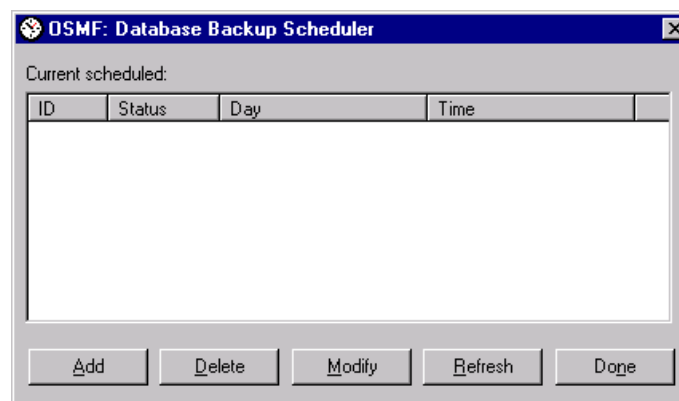 OSMF: Database Backup Scheduler
Current scheduled:
ID Status Day Time
Add Delete Modify Refresh Done